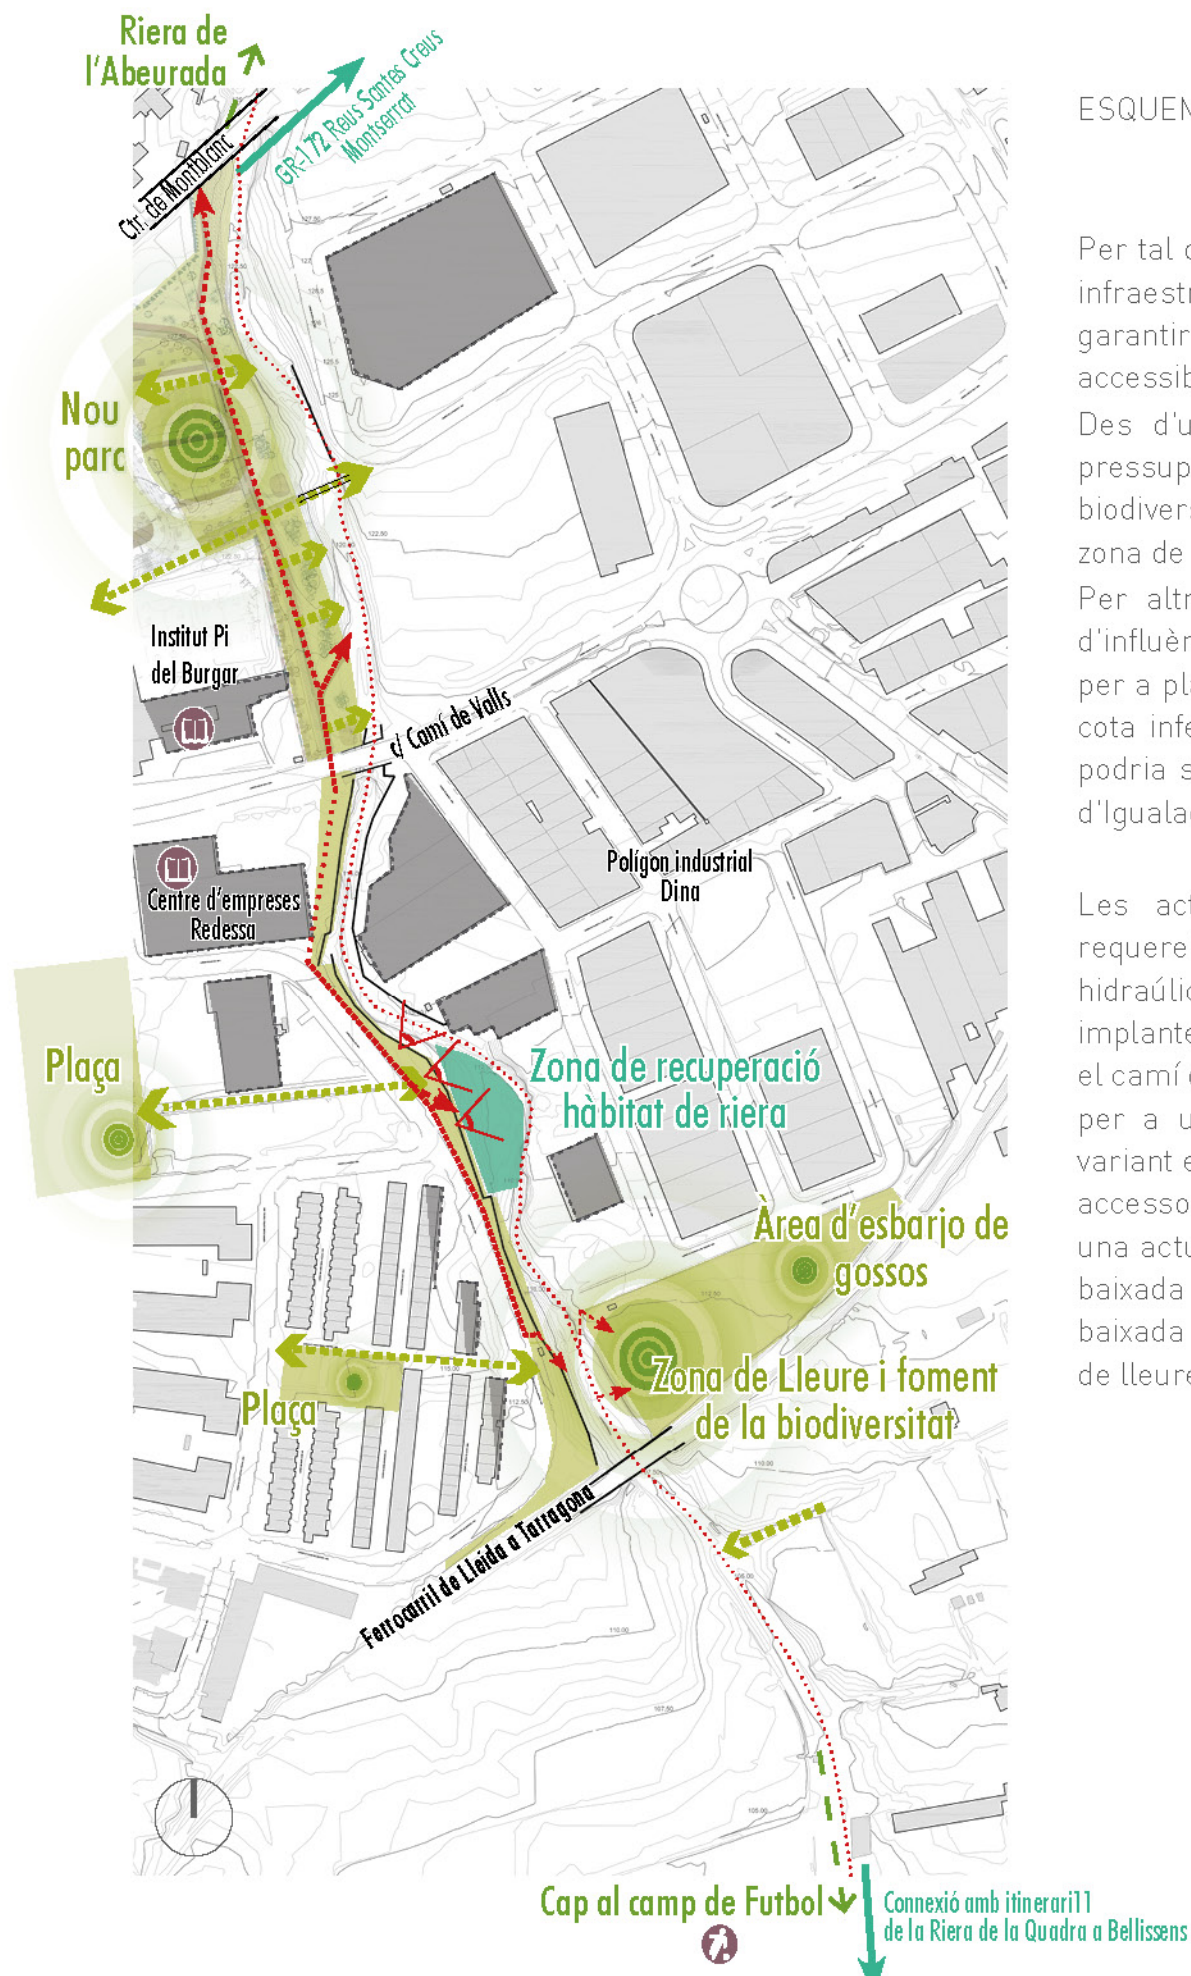 Riera de
l'Abeurada
GR-172 Reus Santes Creus
Montserrat
Ctr. de Montblanc
Nou
parc
Institut Pi
del Burgar
c/ Camí de Valls
Centre d'empreses
Redessa
Polígon industrial
Dina
Plaça
Zona de recuperació
hàbitat de riera
Àrea d'esbarjo de
gossos
Zona de Lleure i foment
de la biodiversitat
Plaça
Ferrocarril de Lleida a Tarragona
Cap al camp de Futbol
Connexió amb itinerari11
de la Riera de la Quadra a Bellissens
ESQUEN
Per tal
infraestr
garantir
accessib
Des d'u
pressup
biodivers
zona de
Per altr
d'influèn
per a pla
cota infe
podria s
d'Igualad
Les act
requere
hidraúlic
implante
el camí
per a u
variant e
accesso
una actu
baixada
baixada
de lleure